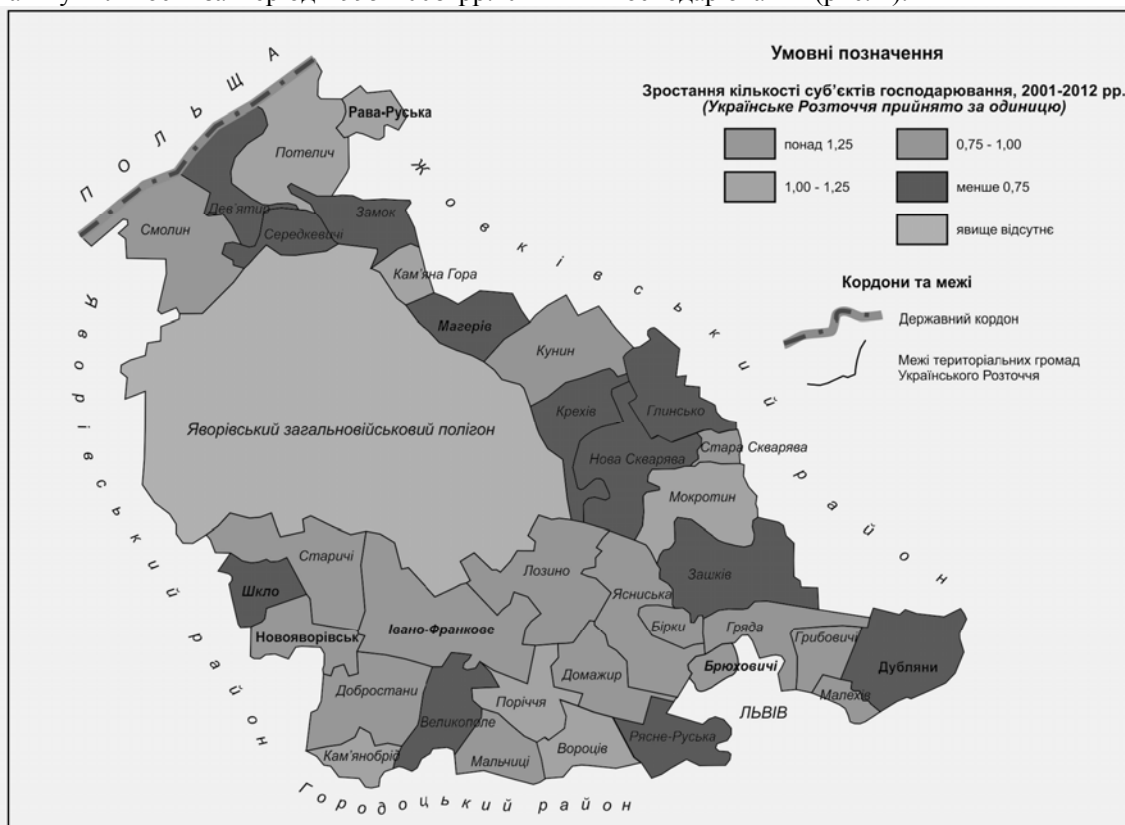 Умовні позначення
Зростання кількості суб'єктів господарювання, 2001-2012 рр.
(Українське Розточчя прийнято за одиницю)
понад 1,25
0,75 - 1,00
1,00 - 1,25
менше 0,75
явище відсутнє
Кордони та межі
Державний кордон
Межі територіальних громад
Українського Розточчя
ПОЛЬЩА
Рава-Руська
Потелич
Жовківський район
Дев'ятир
Замок
Смолин
Середкевичі
Кам'яна Гора
Магерів
Кунин
Яворівський район
Крехів
Глинсько
Яворівський загальновійськовий полігон
Стара Скварява
Нова Скварява
Мокротин
Старичі
Лозино
Зашків
Шкло
Ясниська
Івано-Франкове
Бірки
Гряда
Грибовичі
Новояворівськ
Брюховичі
Дубляни
Домажир
Добростани
Малехів
Поріччя
ЛЬВІВ
Великополе
Рясне-Руська
Кам'янобрід
Мальчиці
Вороців
Городоцький район